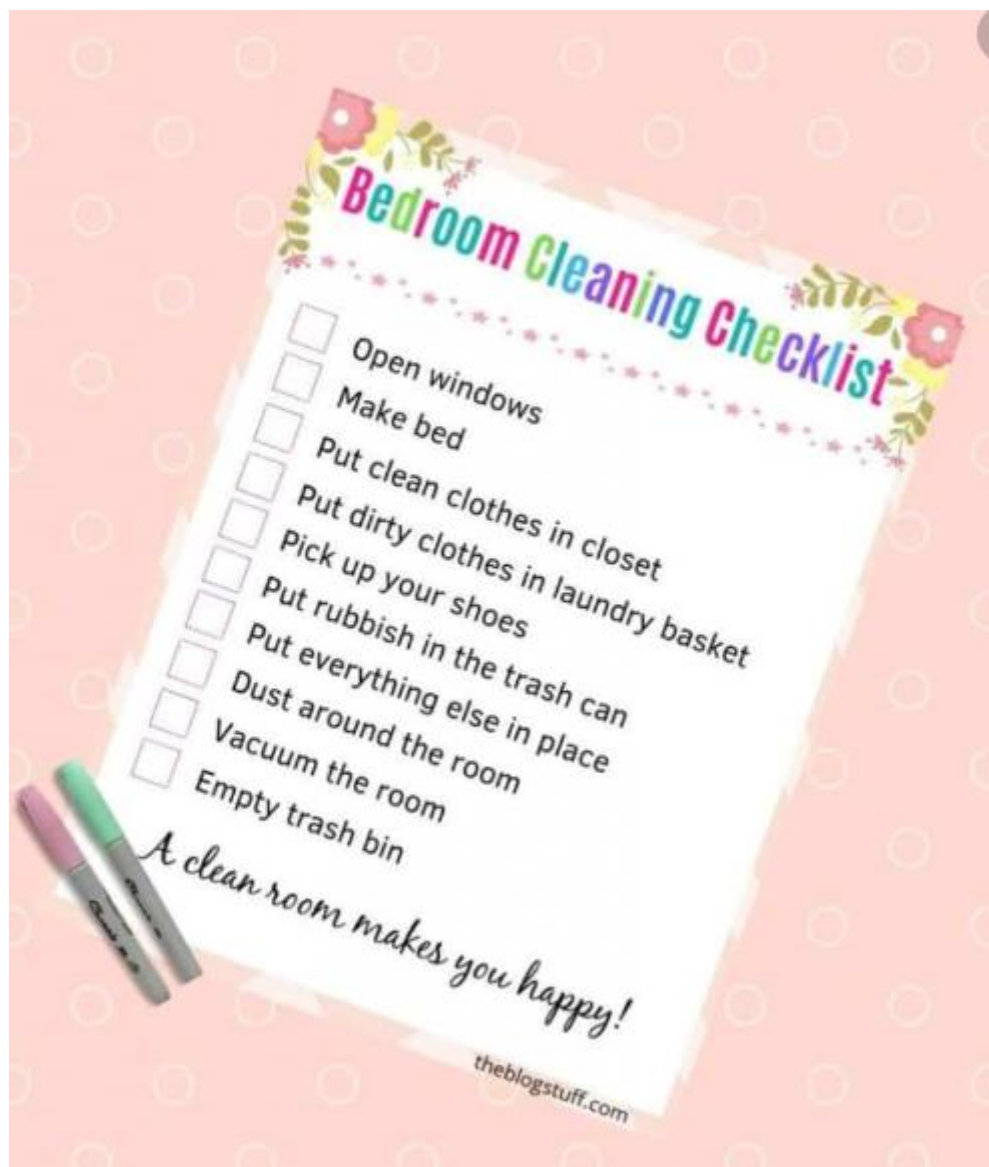 Bedroom Cleaning Checklist
Open windows
Make bed
Put clean clothes in closet
Put dirty clothes in laundry basket
Pick up your shoes
Put rubbish in the trash can
Put everything else in place
Dust around the room
Vacuum the room
Empty trash bin
A clean room makes you happy!
theblogstuff.com